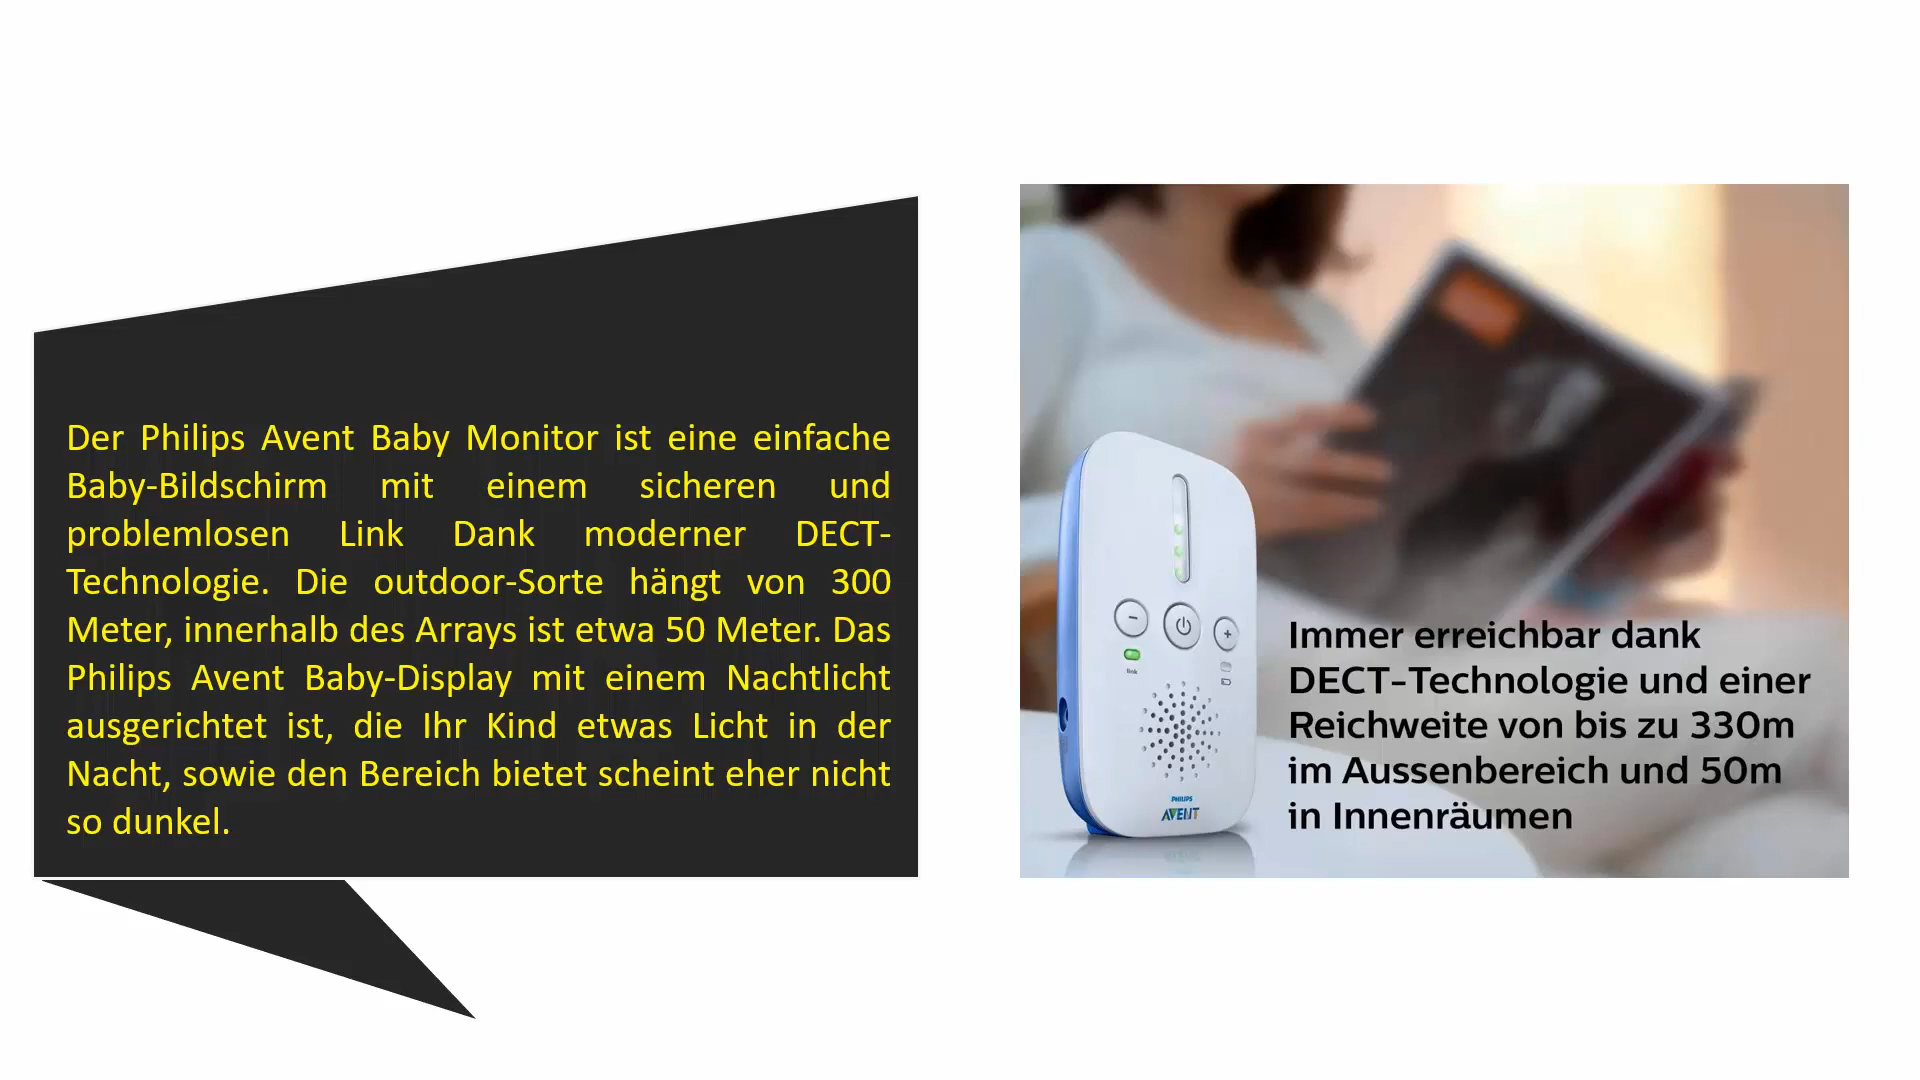 Der Philips Avent Baby Monitor ist eine einfache
Baby-Bildschirm mit einem sicheren und
problemlosen Link Dank moderner DECT-
Technologie. Die outdoor-Sorte hängt von 300
Meter, innerhalb des Arrays ist etwa 50 Meter. Das
Philips Avent Baby-Display mit einem Nachtlicht
ausgerichtet ist, die Ihr Kind etwas Licht in der
Nacht, sowie den Bereich bietet scheint eher nicht
so dunkel.
Immer erreichbar dank
DECT-Technologie und einer
Reichweite von bis zu 330m
im Aussenbereich und 50m
in Innenräumen
link
PHILIPS
AVENT